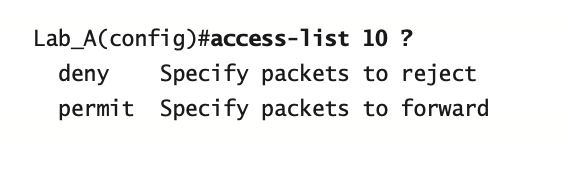 Lab_A(config)#access-list 10 ?
deny Specify packets to reject
permit Specify packets to forward